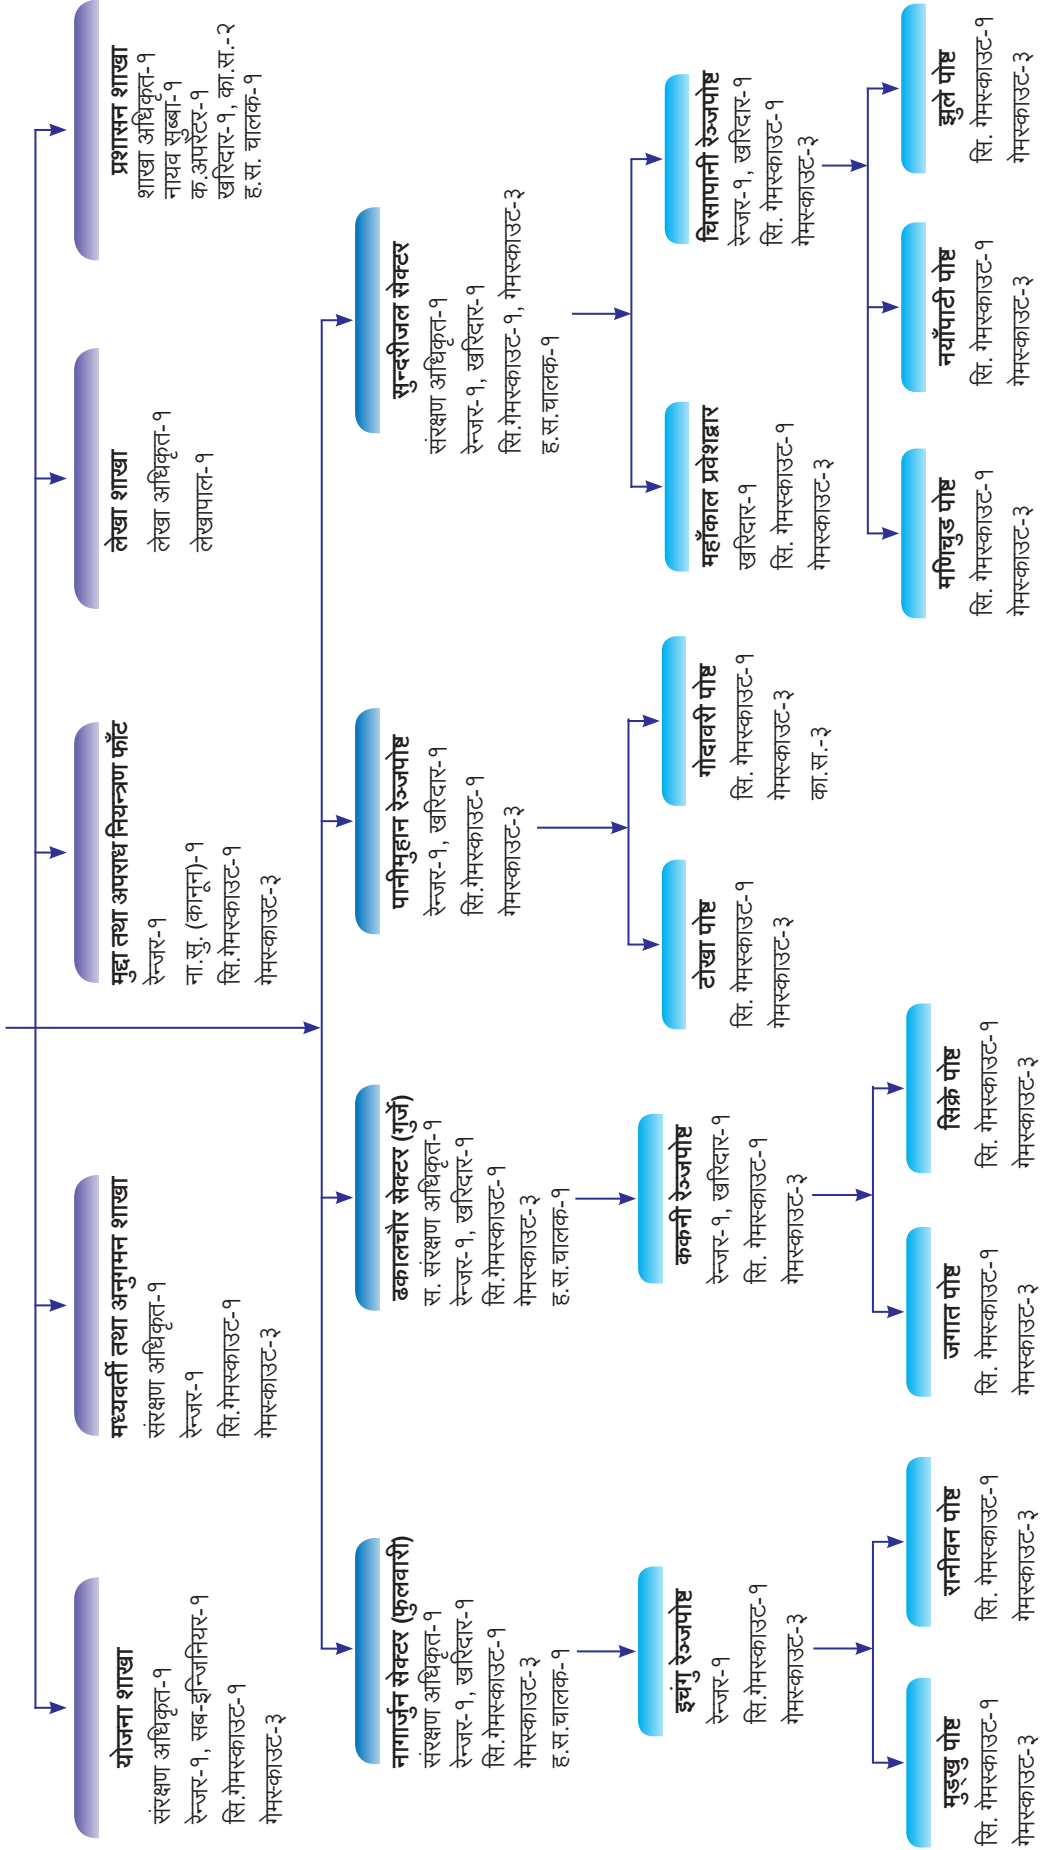 योजना शाखा
संरक्षण अधिकृत-१
रेन्जर-१, सब-इन्जिनियर-१
सि.गेमस्काउट-१
गेमस्काउट-३
मध्यवर्ती तथा अनुगमन शाखा
संरक्षण अधिकृत-१
रेन्जर-१
सि.गेमस्काउट-१
गेमस्काउट-३
मुद्दा तथा अपराध नियन्त्रण फाँट
रेन्जर-१
ना.सु. (कानून)-१
सि.गेमस्काउट-१
गेमस्काउट-३
लेखा शाखा
लेखा अधिकृत-१
लेखापाल-१
प्रशासन शाखा
शाखा अधिकृत-१
नायव सुब्बा-१
क.अपरेटर-१
खरिदार-१, का.स.-२
ह.स. चालक-१
नागार्जुन सेक्टर (फुलवारी)
संरक्षण अधिकृत-१
रेन्जर-१, खरिदार-१
सि.गेमस्काउट-१
गेमस्काउट-३
ह.स.चालक-१
ढकालचौर सेक्टर (गुर्जे)
स. संरक्षण अधिकृत-१
रेन्जर-१, खरिदार-१
सि.गेमस्काउट-१
गेमस्काउट-३
ह.स.चालक-१
पानीमुहान रेञ्जपोष्ट
रेन्जर-१, खरिदार-१
सि.गेमस्काउट-१
गेमस्काउट-३
सुन्दरीजल सेक्टर
संरक्षण अधिकृत-१
रेन्जर-१, खरिदार-१
सि.गेमस्काउट-१, गेमस्काउट-३
ह.स.चालक-१
इचंगु रेञ्जपोष्ट
रेन्जर-१
सि.गेमस्काउट-१
गेमस्काउट-३
ककनी रेञ्जपोष्ट
रेन्जर-१, खरिदार-१
सि. गेमस्काउट-१
गेमस्काउट-३
टोखा पोष्ट
सि. गेमस्काउट-१
गेमस्काउट-३
गोदावरी पोष्ट
सि. गेमस्काउट-१
गेमस्काउट-३
का.स.-३
महाँकाल प्रवेशद्वार
खरिदार-१
सि. गेमस्काउट-१
गेमस्काउट-३
चिसापानी रेञ्जपोष्ट
रेन्जर-१, खरिदार-१
सि. गेमस्काउट-१
गेमस्काउट-३
मुड्खु पोष्ट
सि. गेमस्काउट-१
गेमस्काउट-३
रानीवन पोष्ट
सि. गेमस्काउट-१
गेमस्काउट-३
जगात पोष्ट
सि. गेमस्काउट-१
गेमस्काउट-३
सिक्रे पोष्ट
सि. गेमस्काउट-१
गेमस्काउट-३
मणिचुड पोष्ट
सि. गेमस्काउट-१
गेमस्काउट-३
नयाँपाटी पोष्ट
सि. गेमस्काउट-१
गेमस्काउट-३
झुले पोष्ट
सि. गेमस्काउट-१
गेमस्काउट-३